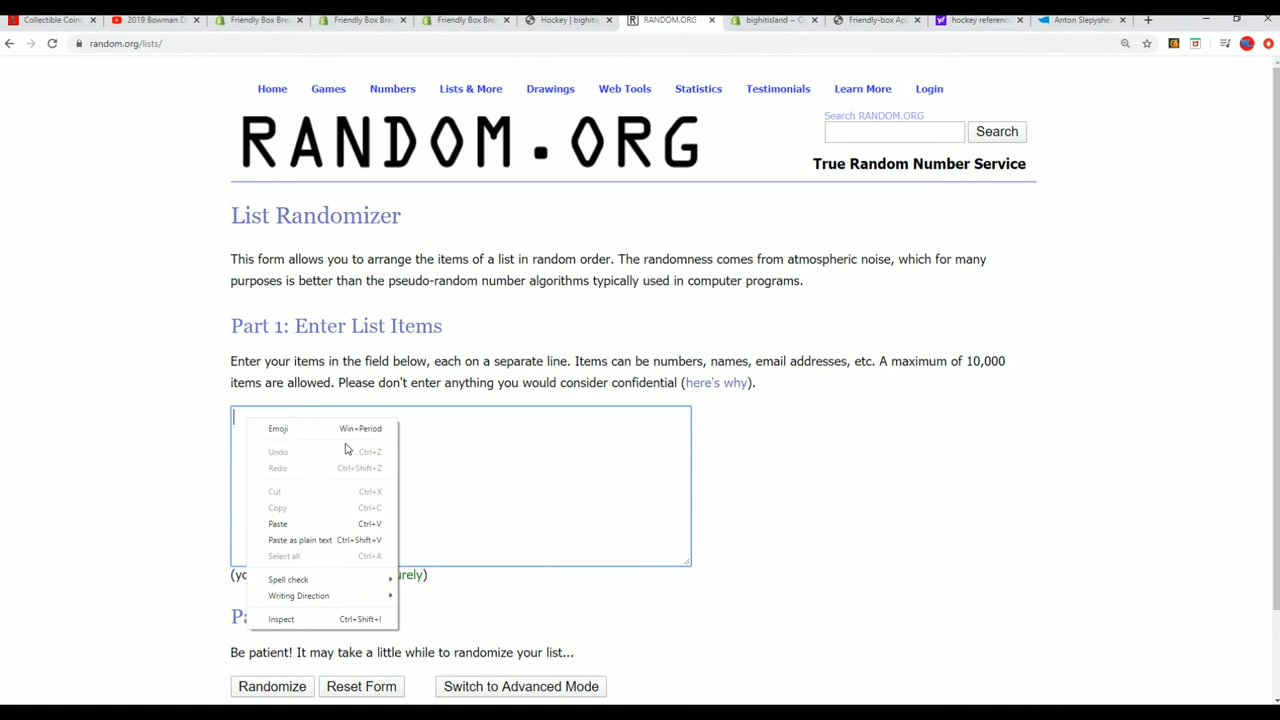 Collectible Coins
2019 Bowman D
Friendly Box Bre
Friendly Box Bre
Friendly Box Bre
Hockey | bighiti
RANDOM.ORG
bighitisland ~ O
Friendly-box Ap
hockey referenc
Anton Slepyshev
random.org/lists/
Home Games Numbers Lists & More Drawings Web Tools Statistics Testimonials Learn More Login
RANDOM.ORG
Search RANDOM.ORG
Search
True Random Number Service
List Randomizer
This form allows you to arrange the items of a list in random order. The randomness comes from atmospheric noise, which for many
purposes is better than the pseudo-random number algorithms typically used in computer programs.
Part 1: Enter List Items
Enter your items in the field below, each on a separate line. Items can be numbers, names, email addresses, etc. A maximum of 10,000
items are allowed. Please don't enter anything you would consider confidential (here's why).
Emoji Win+Period
Undo Ctrl+Z
Redo Ctrl+Shift+Z
Cut Ctrl+X
Copy Ctrl+C
Paste Ctrl+V
Paste as plain text Ctrl+Shift+V
Select all Ctrl+A
(yo urely)
Spell check
Writing Direction
Pa
Inspect Ctrl+Shift+I
Be patient! It may take a little while to randomize your list...
Randomize Reset Form Switch to Advanced Mode